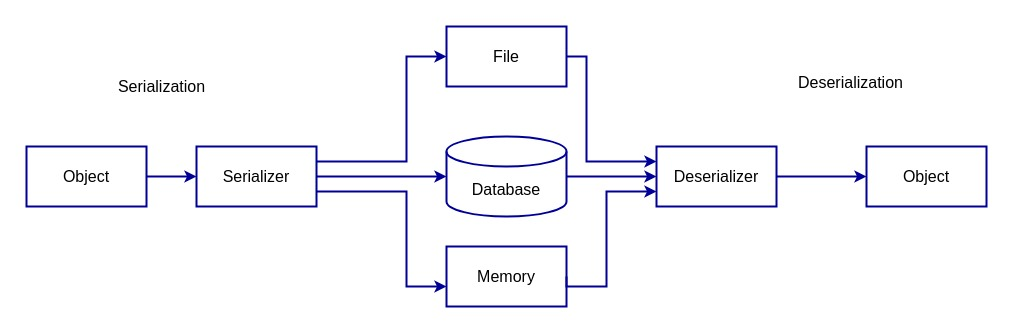 File
Serialization
Deserialization
Object
Serializer
Database
Deserializer
Object
Memory